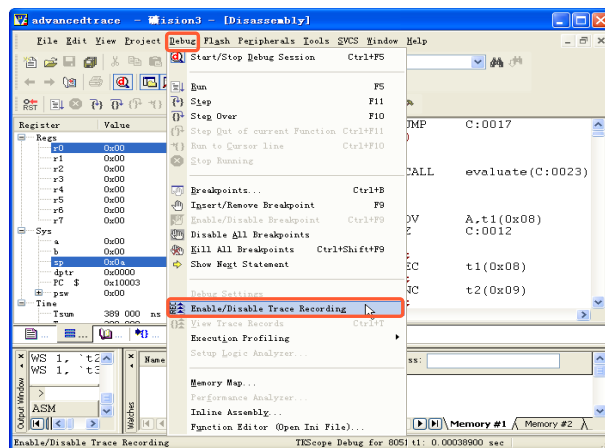 advancedtrace - 礦ision3 - [Disassembly]
File Edit View Project Debug Flash Peripherals Tools SVCS Window Help
Start/Stop Debug Session Ctrl+F5
Run F5
Step F11
Step Over F10
Step Out of current Function Ctrl+F11
Run to Cursor line Ctrl+F10
Stop Running
Breakpoints... Ctrl+B
Insert/Remove Breakpoint F9
Enable/Disable Breakpoint Ctrl+F9
Disable All Breakpoints
Kill All Breakpoints Ctrl+Shift+F9
Show Next Statement
Debug Settings
Enable/Disable Trace Recording
View Trace Records Ctrl+T
Execution Profiling
Setup Logic Analyzer...
Memory Map...
Performance Analyzer...
Inline Assembly...
Function Editor (Open Ini File)...
RST
Register Value
Regs
r0 0x00
r1 0x00
r2 0x00
r3 0x00
r4 0x00
r5 0x00
r6 0x00
r7 0x00
Sys
a 0x00
b 0x00
sp 0x0a
dptr 0x0000
PC $ 0x10003
psw 0x00
Time
Tsum 389 000 ns
UMP C:0017
CALL evaluate(C:0023)
OV A,t1(0x08)
Z C:0012
EC t1(0x08)
NC t2(0x09)
WS 1, `t2
WS 1, `t3
ASM
Output Window
Watches
Name
ss:
Memory #1 Memory #2
Enable/Disable Trace Recording TKScope Debug for 8051 t1: 0.00038900 sec